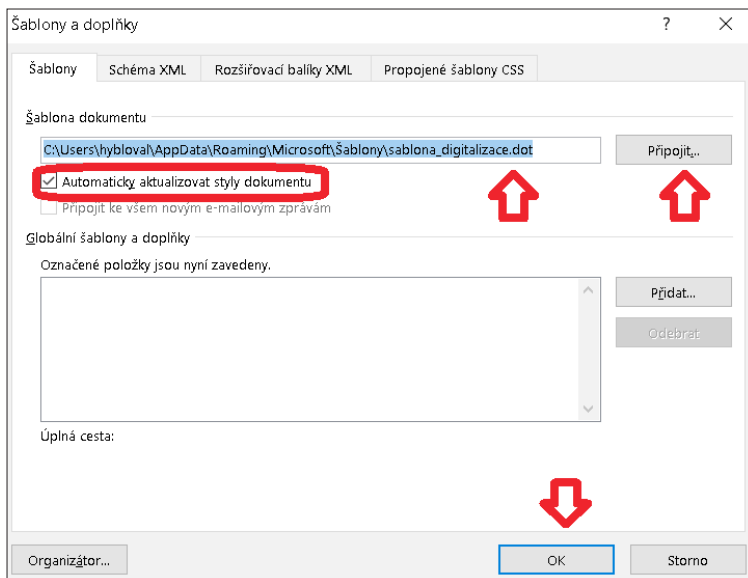 Šablony a doplňky ?
Šablony Schéma XML Rozšiřovací balíky XML Propojené šablony CSS
Šablona dokumentu
C:\Users\hybloval\AppData\Roaming\Microsoft\Šablony\sablona_digitalizace.dot Připojit...
Automaticky aktualizovat styly dokumentu
Připojit ke všem novým e-mailovým zprávám
Globální šablony a doplňky
Označené položky jsou nyní zavedeny.
Přidat...
Odebrat
Úplná cesta:
Organizátor... OK Storno